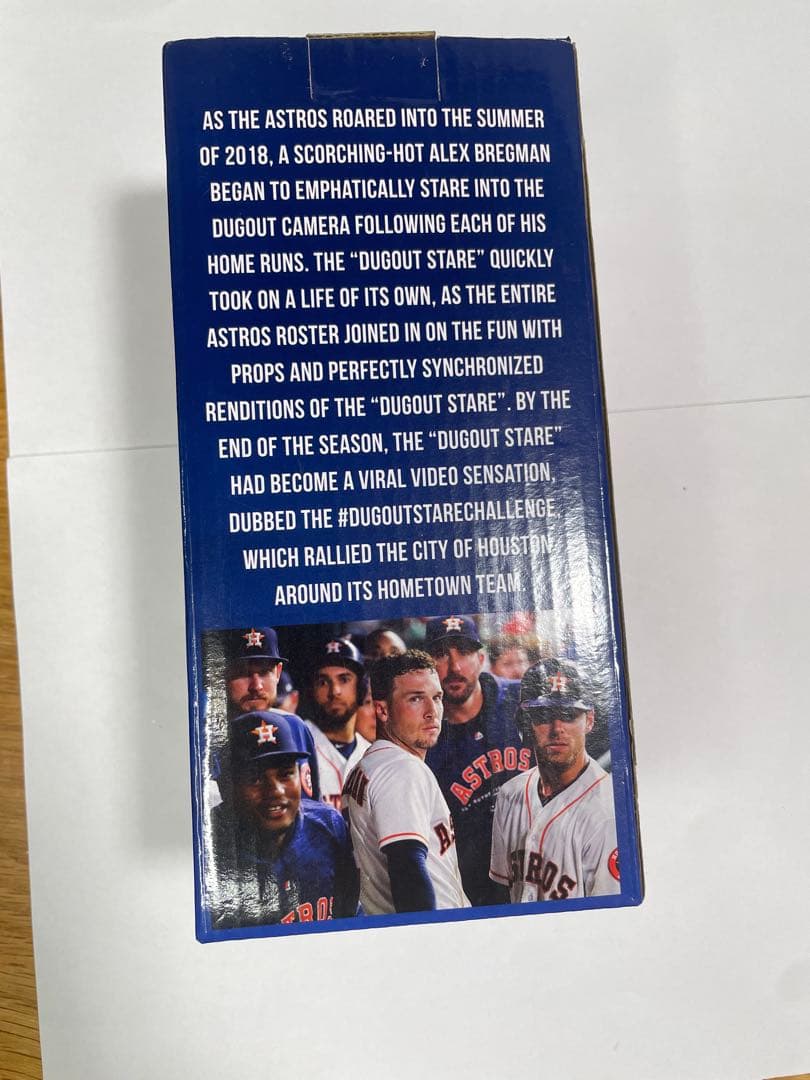 AS THE ASTROS ROARED INTO THE SUMMER
OF 2018, A SCORCHING-HOT ALEX BREGMAN
BEGAN TO EMPHATICALLY STARE INTO THE
DUGOUT CAMERA FOLLOWING EACH OF HIS
HOME RUNS. THE “DUGOUT STARE” QUICKLY
TOOK ON A LIFE OF ITS OWN, AS THE ENTIRE
ASTROS ROSTER JOINED IN ON THE FUN WITH
PROPS AND PERFECTLY SYNCHRONIZED
RENDITIONS OF THE “DUGOUT STARE”. BY THE
END OF THE SEASON, THE “DUGOUT STARE”
HAD BECOME A VIRAL VIDEO SENSATION,
DUBBED THE #DUGOUTSTARECHALLENGE,
WHICH RALLIED THE CITY OF HOUSTON
AROUND ITS HOMETOWN TEAM.
H
H
H
H
H
ASTROS